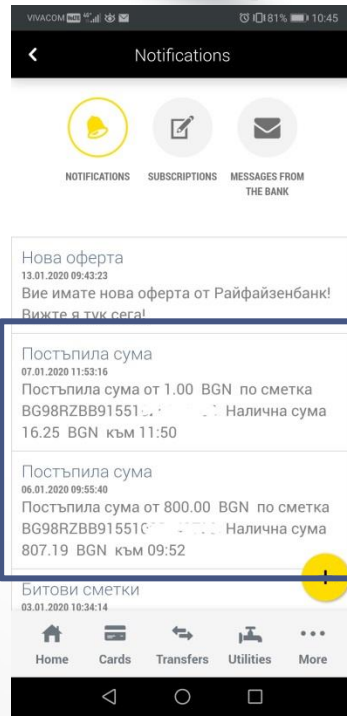 VIVACOM 81% 10:45
Notifications
NOTIFICATIONS SUBSCRIPTIONS MESSAGES FROM
THE BANK
Нова оферта
13.01.2020 09:43:23
Вие имате нова оферта от Райфайзенбанк!
Вижте я тук сега!
Постъпила сума
07.01.2020 11:53:16
Постъпила сума от 1.00 BGN по сметка
Налична сума
16.25 BGN към 11:50
Постъпила сума
06.01.2020 09:55:40
Постъпила сума от 800.00 BGN по сметка
Налична сума
807.19 BGN към 09:52
+
Битови сметки
03.01.2020 10:34:14
Home Cards Transfers Utilities More